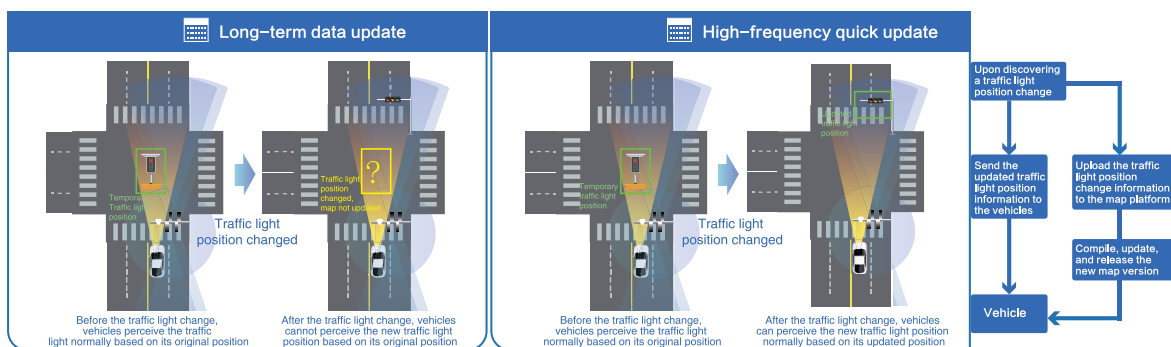 Long-term data update
Temporary
Traffic light
position
Traffic light
position changed
?
Traffic light
position
changed,
map not updated
Before the traffic light change,
vehicles perceive the traffic
light normally based on its original position
After the traffic light change, vehicles
cannot perceive the new traffic light
position based on its original position
High-frequency quick update
Temporary
traffic light
position
Traffic light
position changed
Updated
traffic light
position
Before the traffic light change,
vehicles perceive the traffic light
normally based on its original position
After the traffic light change, vehicles
can perceive the new traffic light position
normally based on its updated position
Upon discovering
a traffic light
position change
Send the
updated traffic
light position
information to
the vehicles
Upload the traffic
light position
change information
to the map platform
Compile, update,
and release the
new map version
Vehicle